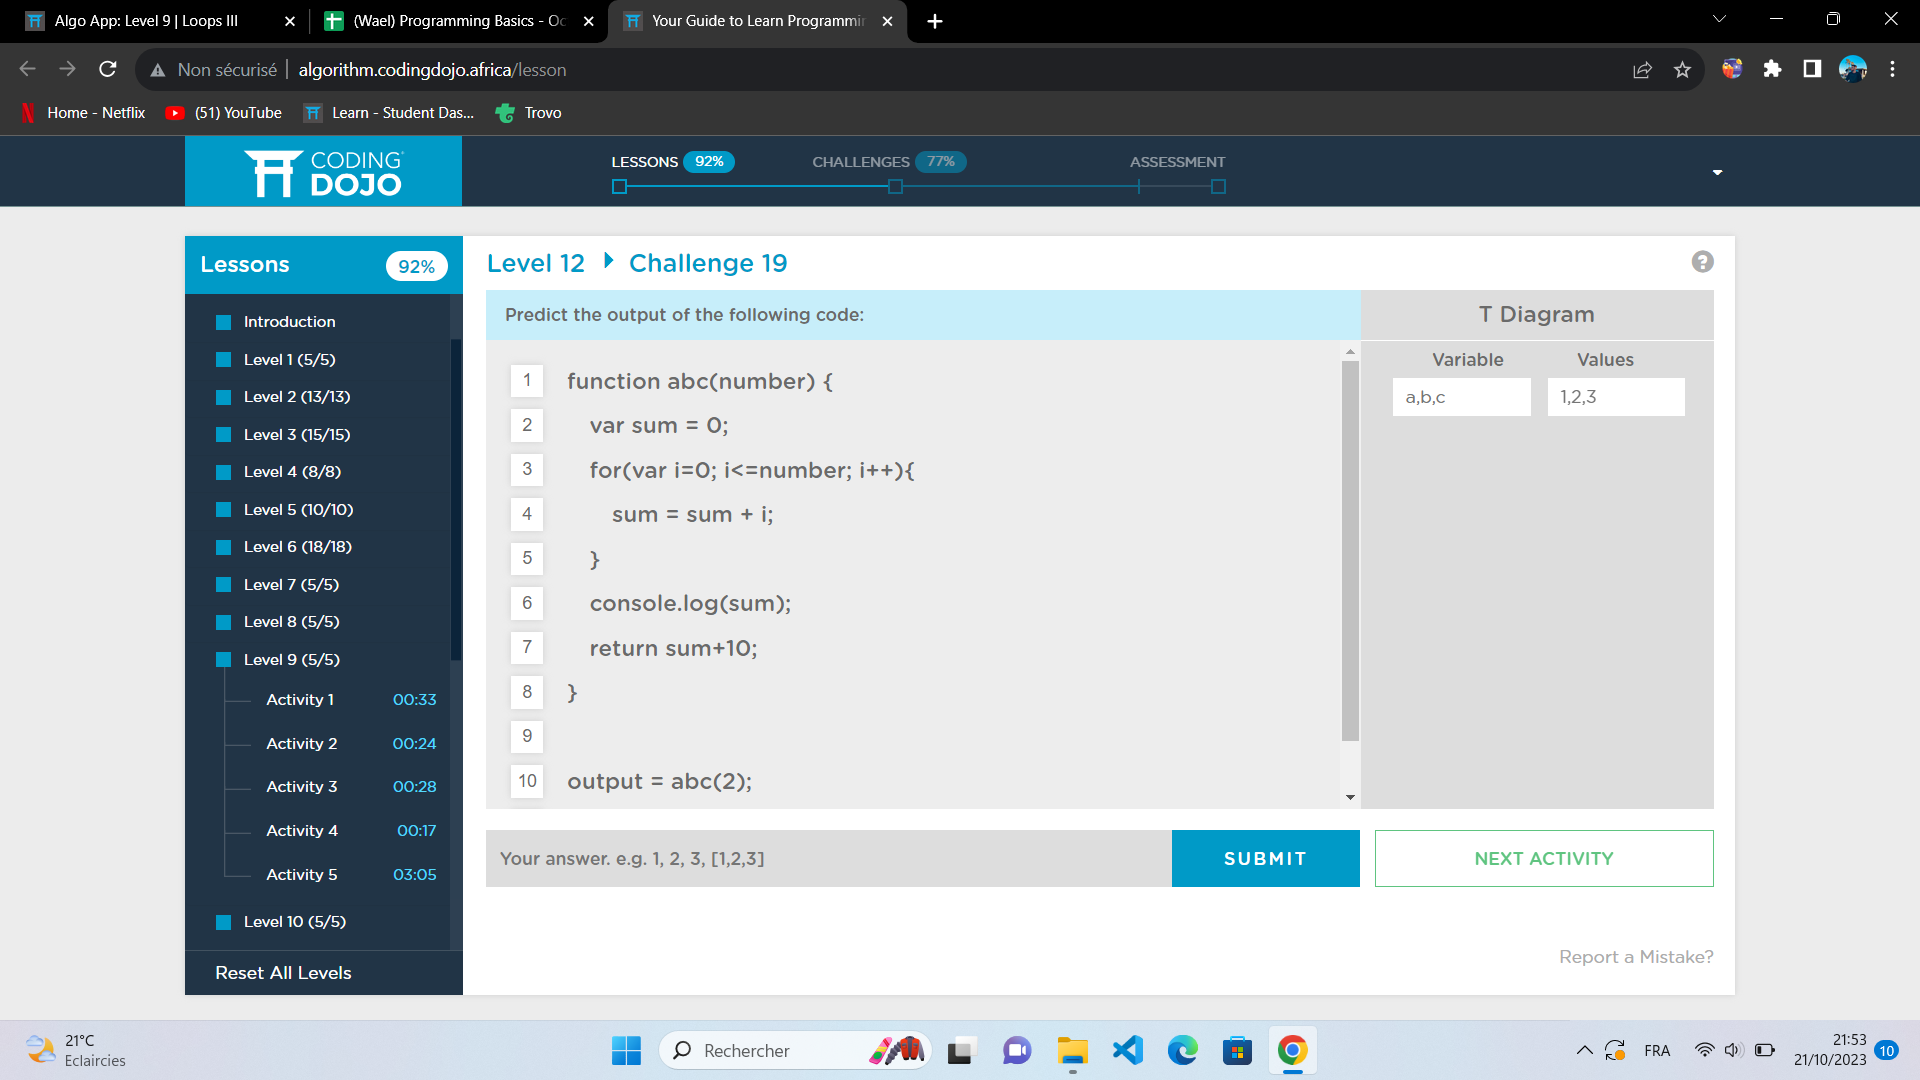 Algo App: Level 9 | Loops III
(Wael) Programming Basics - Oc
Your Guide to Learn Programmin
Non sécurisé
algorithm.codingdojo.africa/lesson
Home - Netflix
(51) YouTube
Learn - Student Das...
Trovo
CODING
DOJO
LESSONS 92%
CHALLENGES 77%
ASSESSMENT
Lessons 92%
Introduction
Level 1 (5/5)
Level 2 (13/13)
Level 3 (15/15)
Level 4 (8/8)
Level 5 (10/10)
Level 6 (18/18)
Level 7 (5/5)
Level 8 (5/5)
Level 9 (5/5)
Activity 1 00:33
Activity 2 00:24
Activity 3 00:28
Activity 4 00:17
Activity 5 03:05
Level 10 (5/5)
Reset All Levels
Level 12 Challenge 19
?
Predict the output of the following code:
1 function abc(number) {
2 var sum = 0;
3 for(var i=0; i<=number; i++){
4 sum = sum + i;
5 }
6 console.log(sum);
7 return sum+10;
8 }
9
10 output = abc(2);
T Diagram
Variable Values
a,b,c 1,2,3
Your answer. e.g. 1, 2, 3, [1,2,3]
SUBMIT
NEXT ACTIVITY
Report a Mistake?
21°C
Eclaircies
Rechercher
FRA
21:53
21/10/2023
10